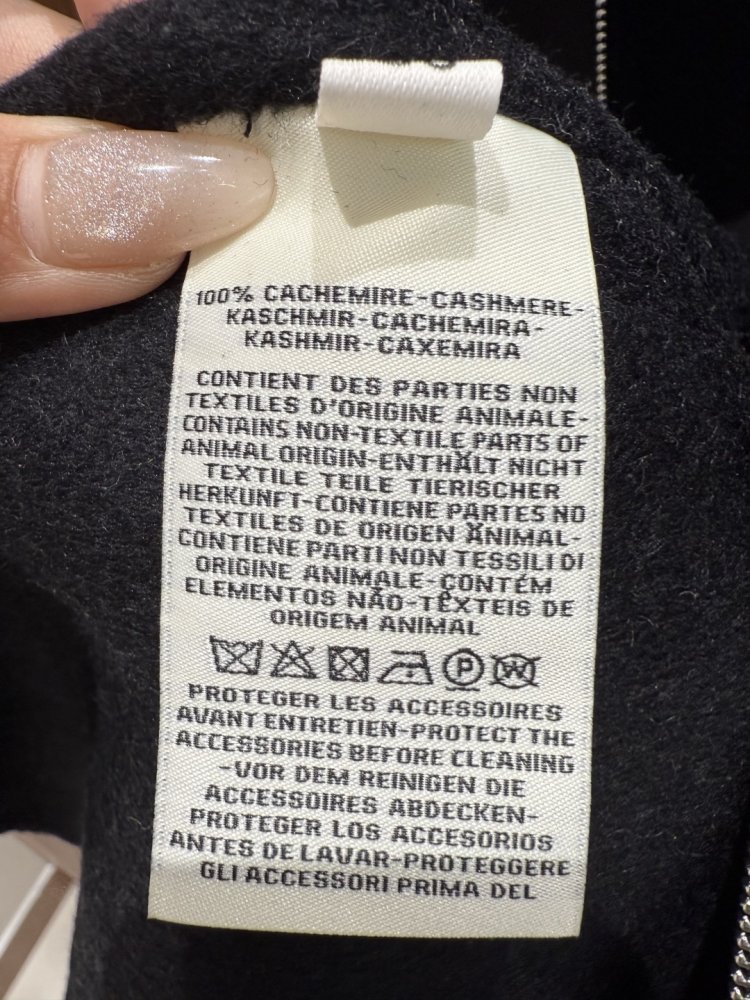 100% CACHEMIRE-CASHMERE-
KASCHMIR-CACHEMIRA-
KASHMIR-CAXEMIRA
CONTIENT DES PARTIES NON
TEXTILES D'ORIGINE ANIMALE-
CONTAINS NON-TEXTILE PARTS OF
ANIMAL ORIGIN-ENTHÄLT NICHT
TEXTILE TEILE TIERISCHER
HERKUNFT-CONTIENE PARTES NO
TEXTILES DE ORIGEN ANIMAL-
CONTIENE PARTI NON TESSILI DI
ORIGINE ANIMALE-CONTÉM
ELEMENTOS NÃO-TÊXTEIS DE
ORIGEM ANIMAL
P W
PROTEGER LES ACCESSOIRES
AVANT ENTRETIEN-PROTECT THE
ACCESSORIES BEFORE CLEANING
-VOR DEM REINIGEN DIE
ACCESSOIRES ABDECKEN-
PROTEGER LOS ACCESORIOS
ANTES DE LAVAR-PROTEGGERE
GLI ACCESSORI PRIMA DEL